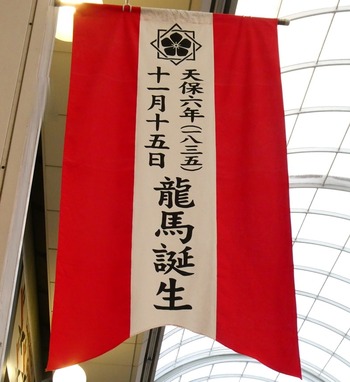 天保六年(一八三五)
十一月十五日
龍馬誕生